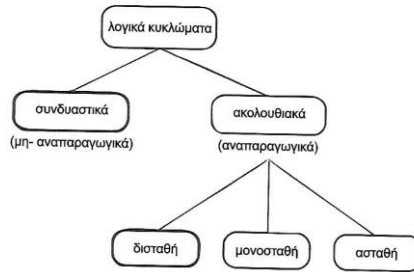 λογικά κυκλώματα
συνδυαστικά
(μη- αναπαραγωγικά)
ακολουθιακά
(αναπαραγωγικά)
δισταθή
μονοσταθή
ασταθή